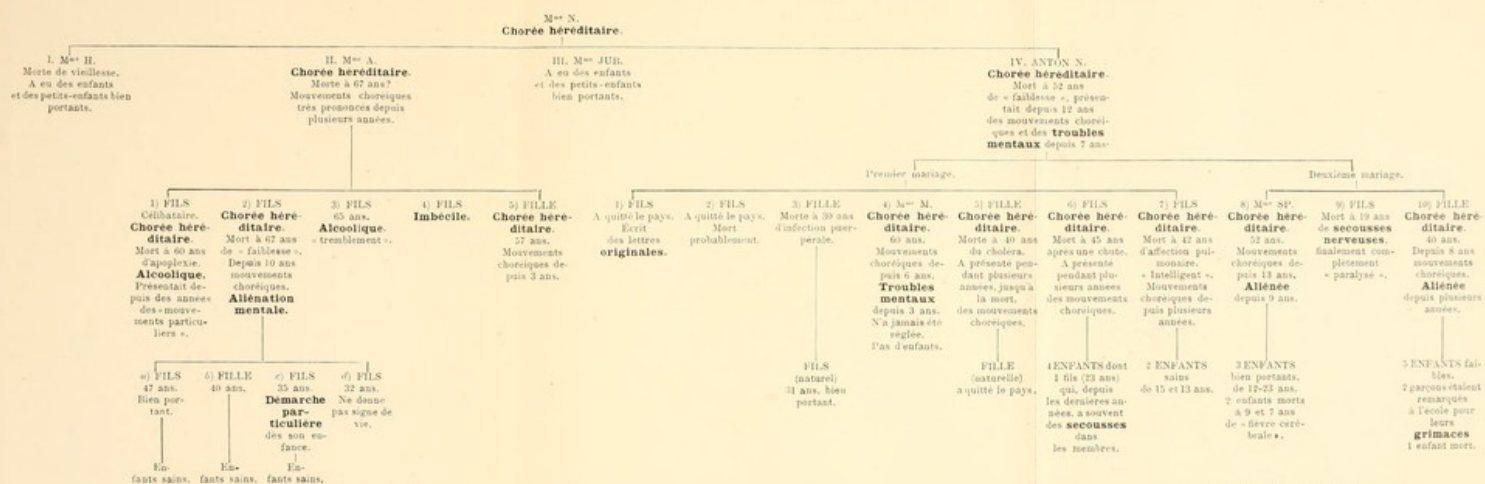 Mme N.
Chorée héréditaire.
I. Mme H.
Morte de vieillesse.
A eu des enfants
et des petits-enfants bien
portants.
II. Mme A.
Chorée héréditaire.
Morte à 67 ans?
Mouvements choréiques
très prononcés depuis
plusieurs années.
III. Mme JUB.
A eu des enfants
et des petits-enfants
bien portants.
IV. ANTON N.
Chorée héréditaire.
Mort à 52 ans
de « faiblesse », présen-
tait depuis 12 ans
des mouvements choréi-
ques et des troubles
mentaux depuis 7 ans.
Premier mariage.
Deuxième mariage.
1) FILS
Célibataire.
Chorée héré-
ditaire.
Mort à 60 ans
d'apoplexie.
Alcoolique.
Présentait de-
puis des années
des « mouve-
ments particu-
liers ».
2) FILS
Chorée héré-
ditaire.
Mort à 67 ans
de « faiblesse ».
Depuis 10 ans
mouvements
choréiques.
Aliénation
mentale.
3) FILS
65 ans.
Alcoolique.
« tremblement ».
4) FILS
Imbécile.
5) FILLE
Chorée héré-
ditaire.
57 ans.
Mouvements
choréiques de-
puis 3 ans.
1) FILS
A quitté le pays.
Ecrit
des lettres
originales.
2) FILS
A quitté le pays.
Mort
probablement.
3) FILLE
Morte à 30 ans
d'infection puer-
pérale.
4) Mme M.
Chorée héré-
ditaire.
60 ans.
Mouvements
choréiques de-
puis 6 ans.
Troubles
mentaux
depuis 3 ans.
N'a jamais été
réglée.
Pas d'enfants.
5) FILLE
Chorée héré-
ditaire.
Morte à 40 ans
du choléra.
A présenté pen-
dant plusieurs
années, jusqu'à
la mort,
des mouvements
choréiques.
6) FILS
Chorée héré-
ditaire.
Mort à 45 ans
après une chute.
A présenté
pendant plu-
sieurs années
des mouvements
choréiques.
7) FILS
Chorée héré-
ditaire.
Mort à 42 ans
d'affection pul-
monaire.
« Intelligent ».
Mouvements
choréiques de-
puis plusieurs
années.
8) Mme SP.
Chorée héré-
ditaire.
52 ans.
Mouvements
choréiques de-
puis 13 ans.
Aliénée
depuis 9 ans.
9) FILS
Mort à 19 ans
de secousses
nerveuses,
finalement com-
plètement
« paralysé ».
10) FILLE
Chorée héré-
ditaire.
40 ans.
Depuis 8 ans
mouvements
choréiques.
Aliénée
depuis plusieurs
années.
a) FILS
47 ans.
Bien por-
tant.
b) FILLE
40 ans.
c) FILS
35 ans.
Démarche
par-
ticulière
dès son en-
fance.
d) FILS
32 ans.
Ne donne
pas signe de
vie.
FILS
(naturel)
31 ans, bien
portant.
FILLE
(naturelle)
a quitté le pays.
4 ENFANTS dont
1 fils (23 ans)
qui, depuis
les dernières an-
nées, a souvent
des secousses
dans
les membres.
2 ENFANTS
sains
de 15 et 13 ans.
3 ENFANTS
bien portants,
de 12-23 ans.
2 enfants morts
à 9 et 7 ans
de « fièvre céré-
brale ».
5 ENFANTS fai-
bles.
2 garçons étaient
remarqués
à l'école pour
leurs
grimaces
1 enfant mort.
En-
fants sains.
En-
fants sains.
En-
fants sains.